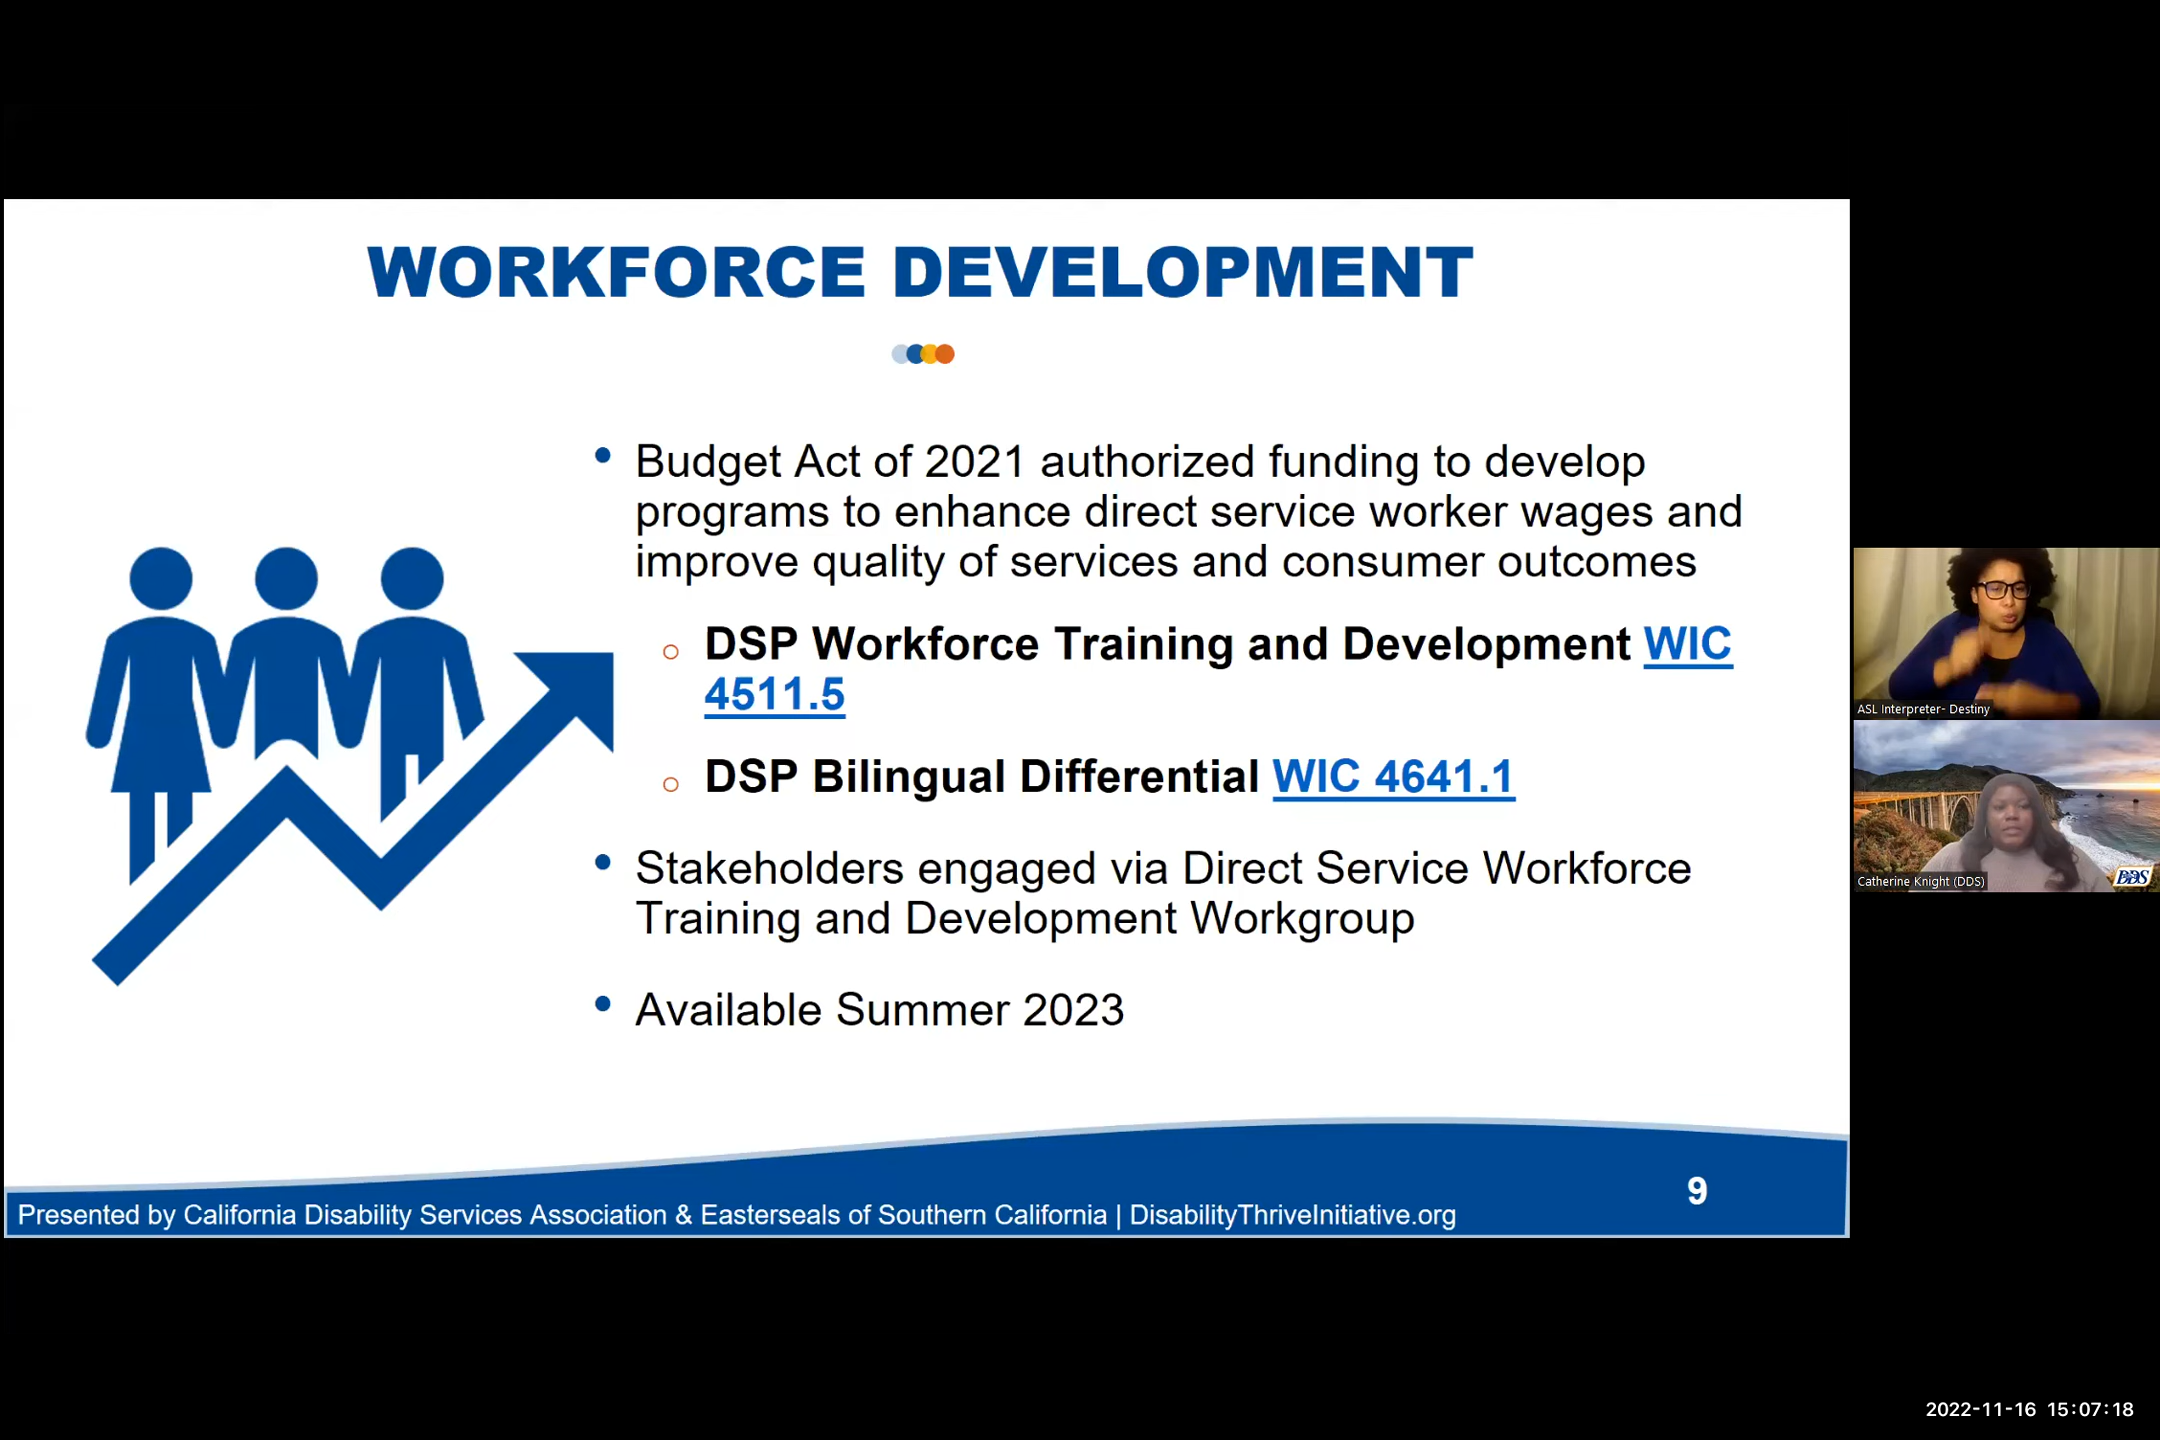 WORKFORCE DEVELOPMENT
• Budget Act of 2021 authorized funding to develop
programs to enhance direct service worker wages and
improve quality of services and consumer outcomes
○ DSP Workforce Training and Development WIC
4511.5
○ DSP Bilingual Differential WIC 4641.1
• Stakeholders engaged via Direct Service Workforce
Training and Development Workgroup
• Available Summer 2023
9
Presented by California Disability Services Association & Easterseals of Southern California | DisabilityThriveInitiative.org
ASL Interpreter- Destiny
DDS
Catherine Knight (DDS)
2022-11-16 15:07:18